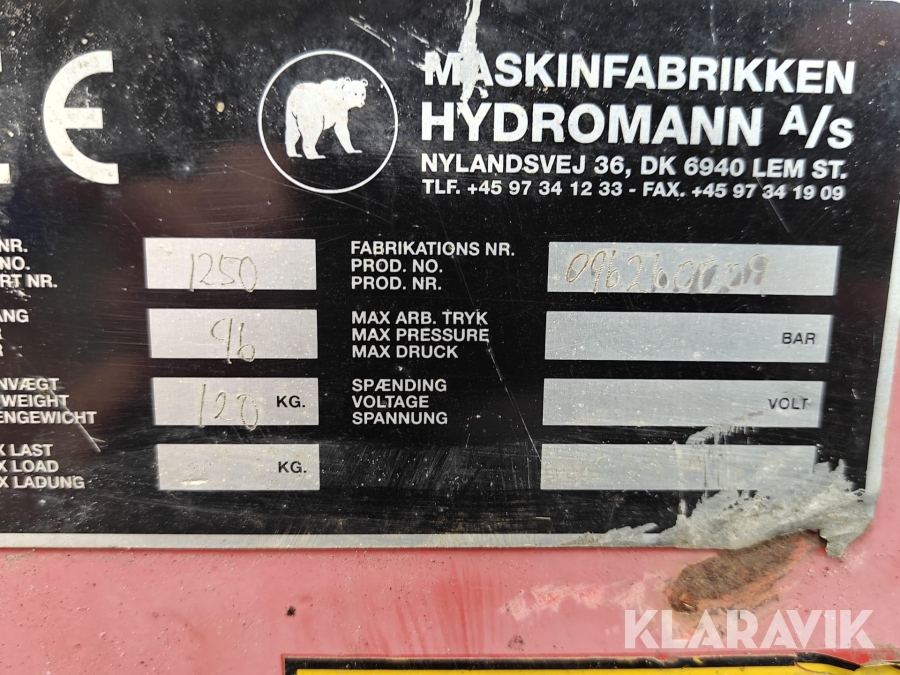 CE
MASKINFABRIKKEN
HYDROMANN A/S
NYLANDSVEJ 36, DK 6940 LEM ST.
TLF. +45 97 34 12 33 - FAX. +45 97 34 19 09
NR. 1250
NO.
RT NR.
FABRIKATIONS NR.
PROD. NO.
PROD. NR.
ANG 96
R
R
MAX ARB. TRYK
MAX PRESSURE BAR
MAX DRUCK
NVÆGT
WEIGHT KG.
ENGEWICHT
SPÆNDING
VOLTAGE VOLT
SPANNUNG
X LAST
X LOAD KG.
X LADUNG
KLARAVIK